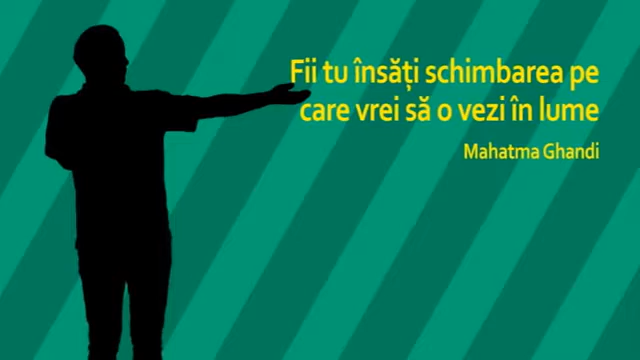 Fii tu însăți schimbarea pe
care vrei să o vezi în lume
Mahatma Ghandi